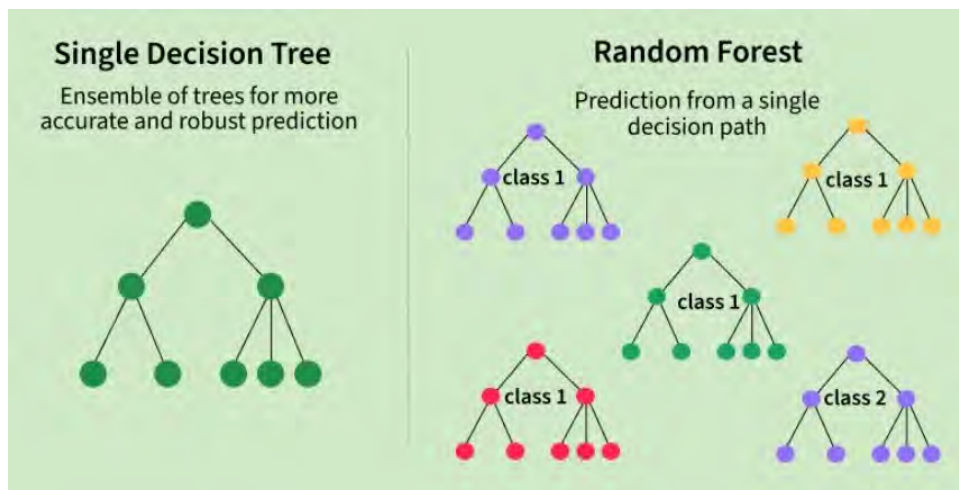 Single Decision Tree
Ensemble of trees for more
accurate and robust prediction
Random Forest
Prediction from a single
decision path
class 1
class 1
class 1
class 1
class 2